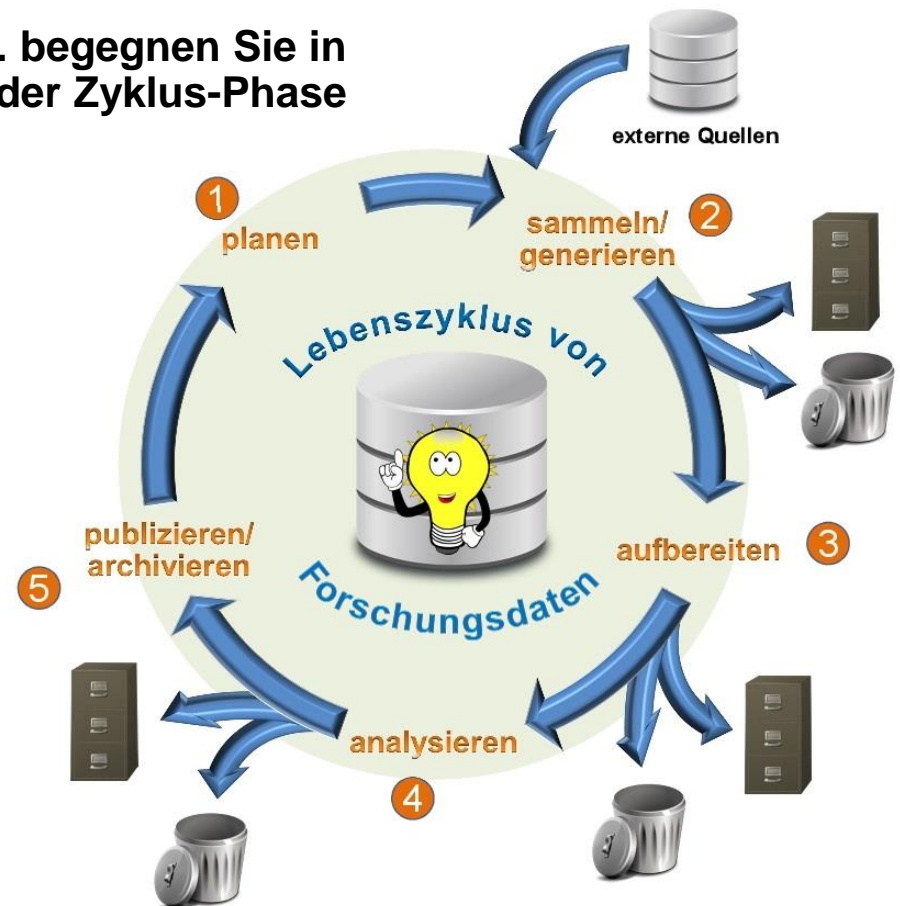 . begegnen Sie in
der Zyklus-Phase
externe Quellen
1
planen
2
sammeln/
generieren
Lebenszyklus von
Forschungsdaten
3
aufbereiten
4
analysieren
5
publizieren/
archivieren